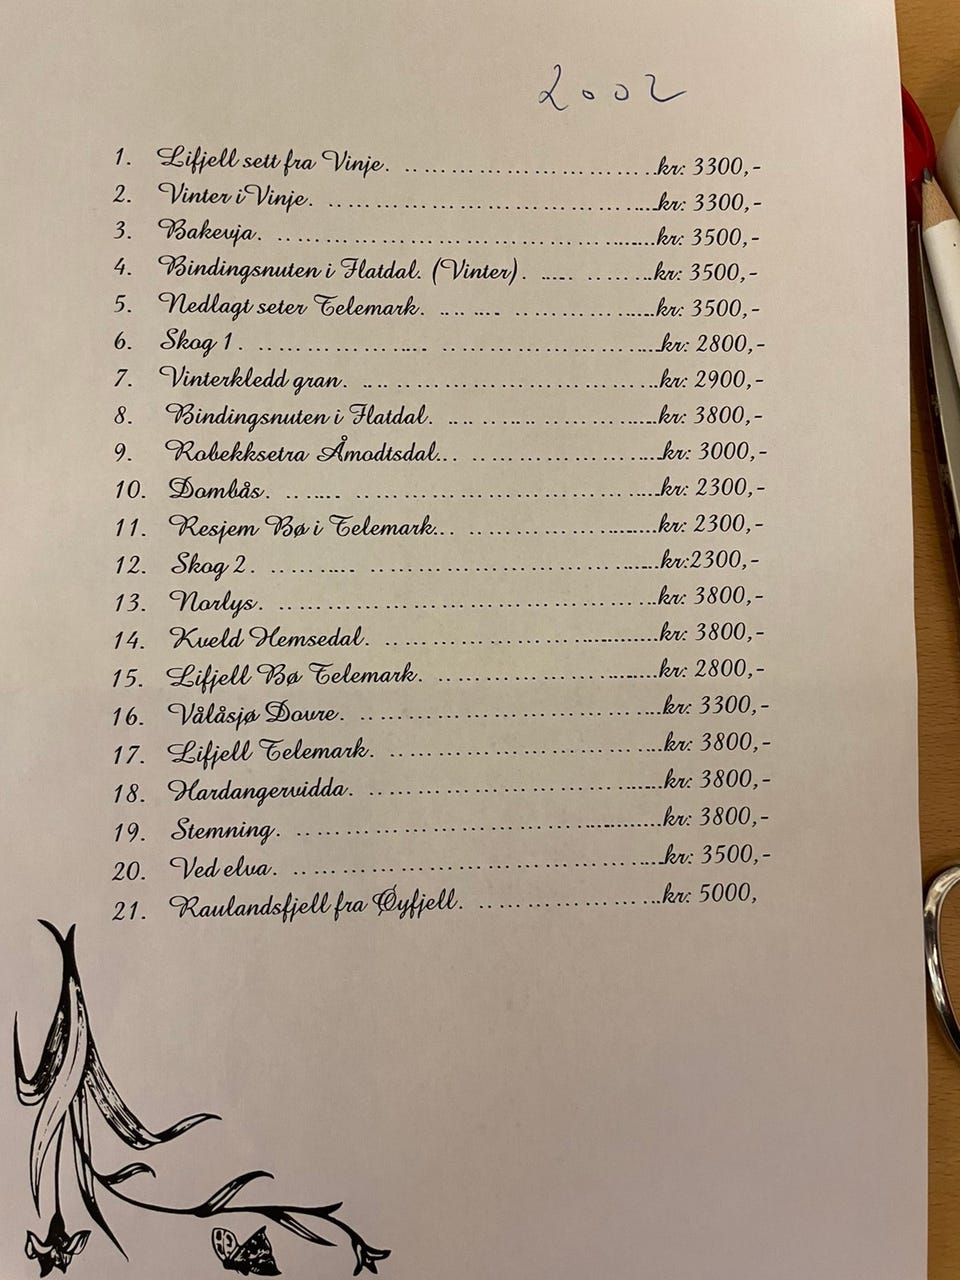 2002
1. Lifjell sett fra Vinje. .. ... ... ... ... ... ... ... ..kr: 3300,-
2. Vinter i Vinje. .. ... ... ... ... ... ... ... ... .....kr: 3300,-
3. Bakevja. .. ... ... ... ... ... ... ... ... ... .......kr: 3500,-
4. Bindingsnuten i Flatdal. (Vinter). ..... .. ... ...kr: 3500,-
5. Nedlagt seter Telemark. .. .. .... .. ... ... ... .....kr: 3500,-
6. Skog 1. .. ... ... ... ... .... .. ... ... ... ... .....kr: 2800,-
7. Vinterkledd gran. .. .. .. ... ... ... ... ... ... .....kr: 2900,-
8. Bindingsnuten i Flatdal. .. .. .. .. ... ... ... ......kr: 3800,-
9. Robekksetra Åmodtsdal... .. ... ... ... ... ......kr: 3000,-
10. Dombås. .. ..... .. ... ... ... ... ... ... ... .....kr: 2300,-
11. Resjem Bø i Telemark... .. ... ... ... ... .......kr: 2300,-
12. Skog 2. .. ... ..... .. ... ... ... ... ... ... ......kr:2300,-
13. Norlys. .. ... ... ... ... ... ... ... ... ... ... ...kr: 3800,-
14. Kveld Hemsedal. .. ... ... ... ... ... ... .........kr: 3800,-
15. Lifjell Bø Telemark. .. ... ... ... ... ... ........kr: 2800,-
16. Vålåsjø Dovre. .. ... ... ... ... ... ... ... ... ...kr: 3300,-
17. Lifjell Telemark. .. ... ... ... ... ... ... ... ...kr: 3800,-
18. Hardangervidda. .. ... ... ... ... ... ... ... .....kr: 3800,-
19. Stemning. .. ... ... ... ... ... ... ... ..........kr: 3800,-
20. Ved elva. .. ... ... ... ... ... ... ... ... ... ....kr: 3500,-
21. Raulandsfjell fra Øyfjell. .. ... ... ... ... ...kr: 5000,